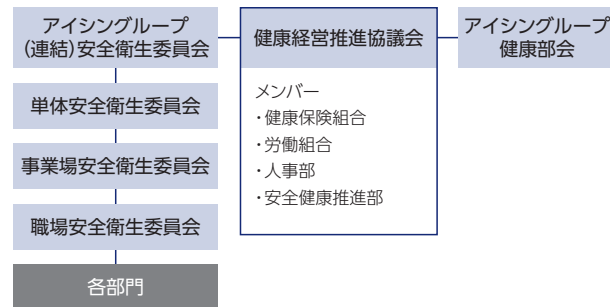 アイシングループ
(連結)安全衛生委員会
単体安全衛生委員会
事業場安全衛生委員会
職場安全衛生委員会
各部門
健康経営推進協議会
メンバー
・健康保険組合
・労働組合
・人事部
・安全健康推進部
アイシングループ
健康部会